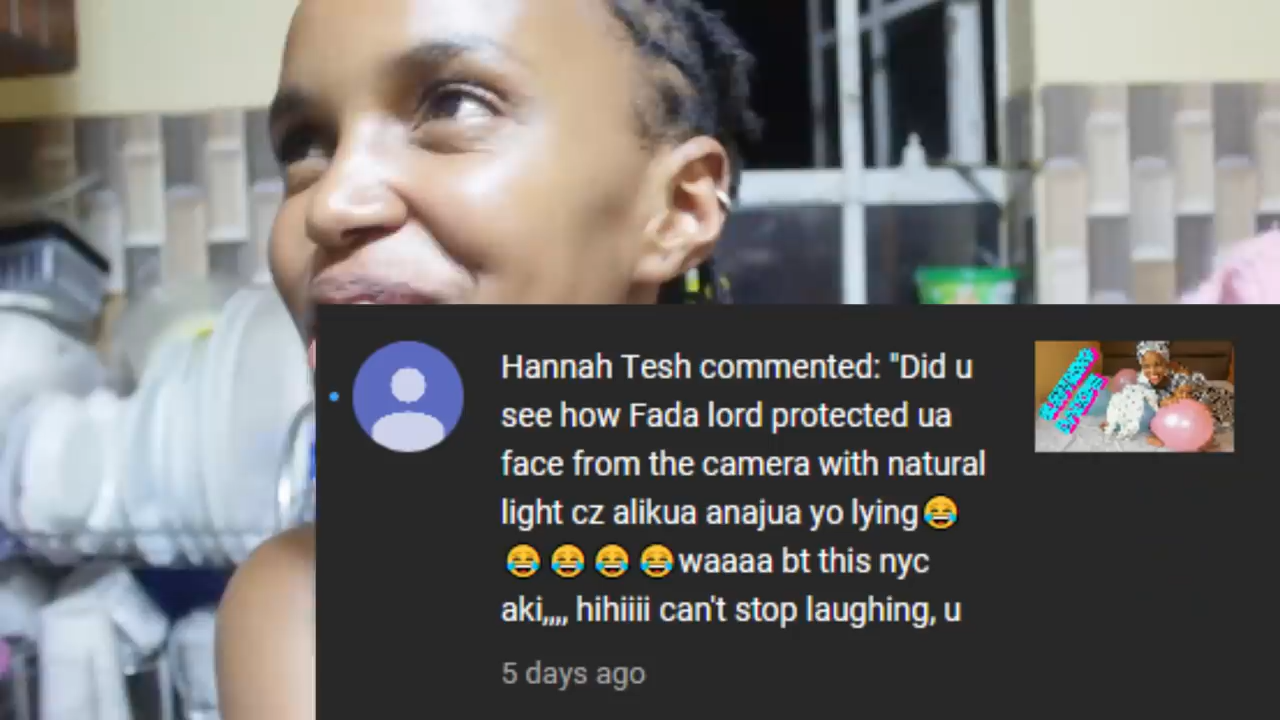 Hannah Tesh commented: "Did u
see how Fada lord protected ua
face from the camera with natural
light cz alikua anajua yo lying😂
😂 😂 😂 😂waaaa bt this nyc
aki,,,, hihiiii can't stop laughing, u
5 days ago